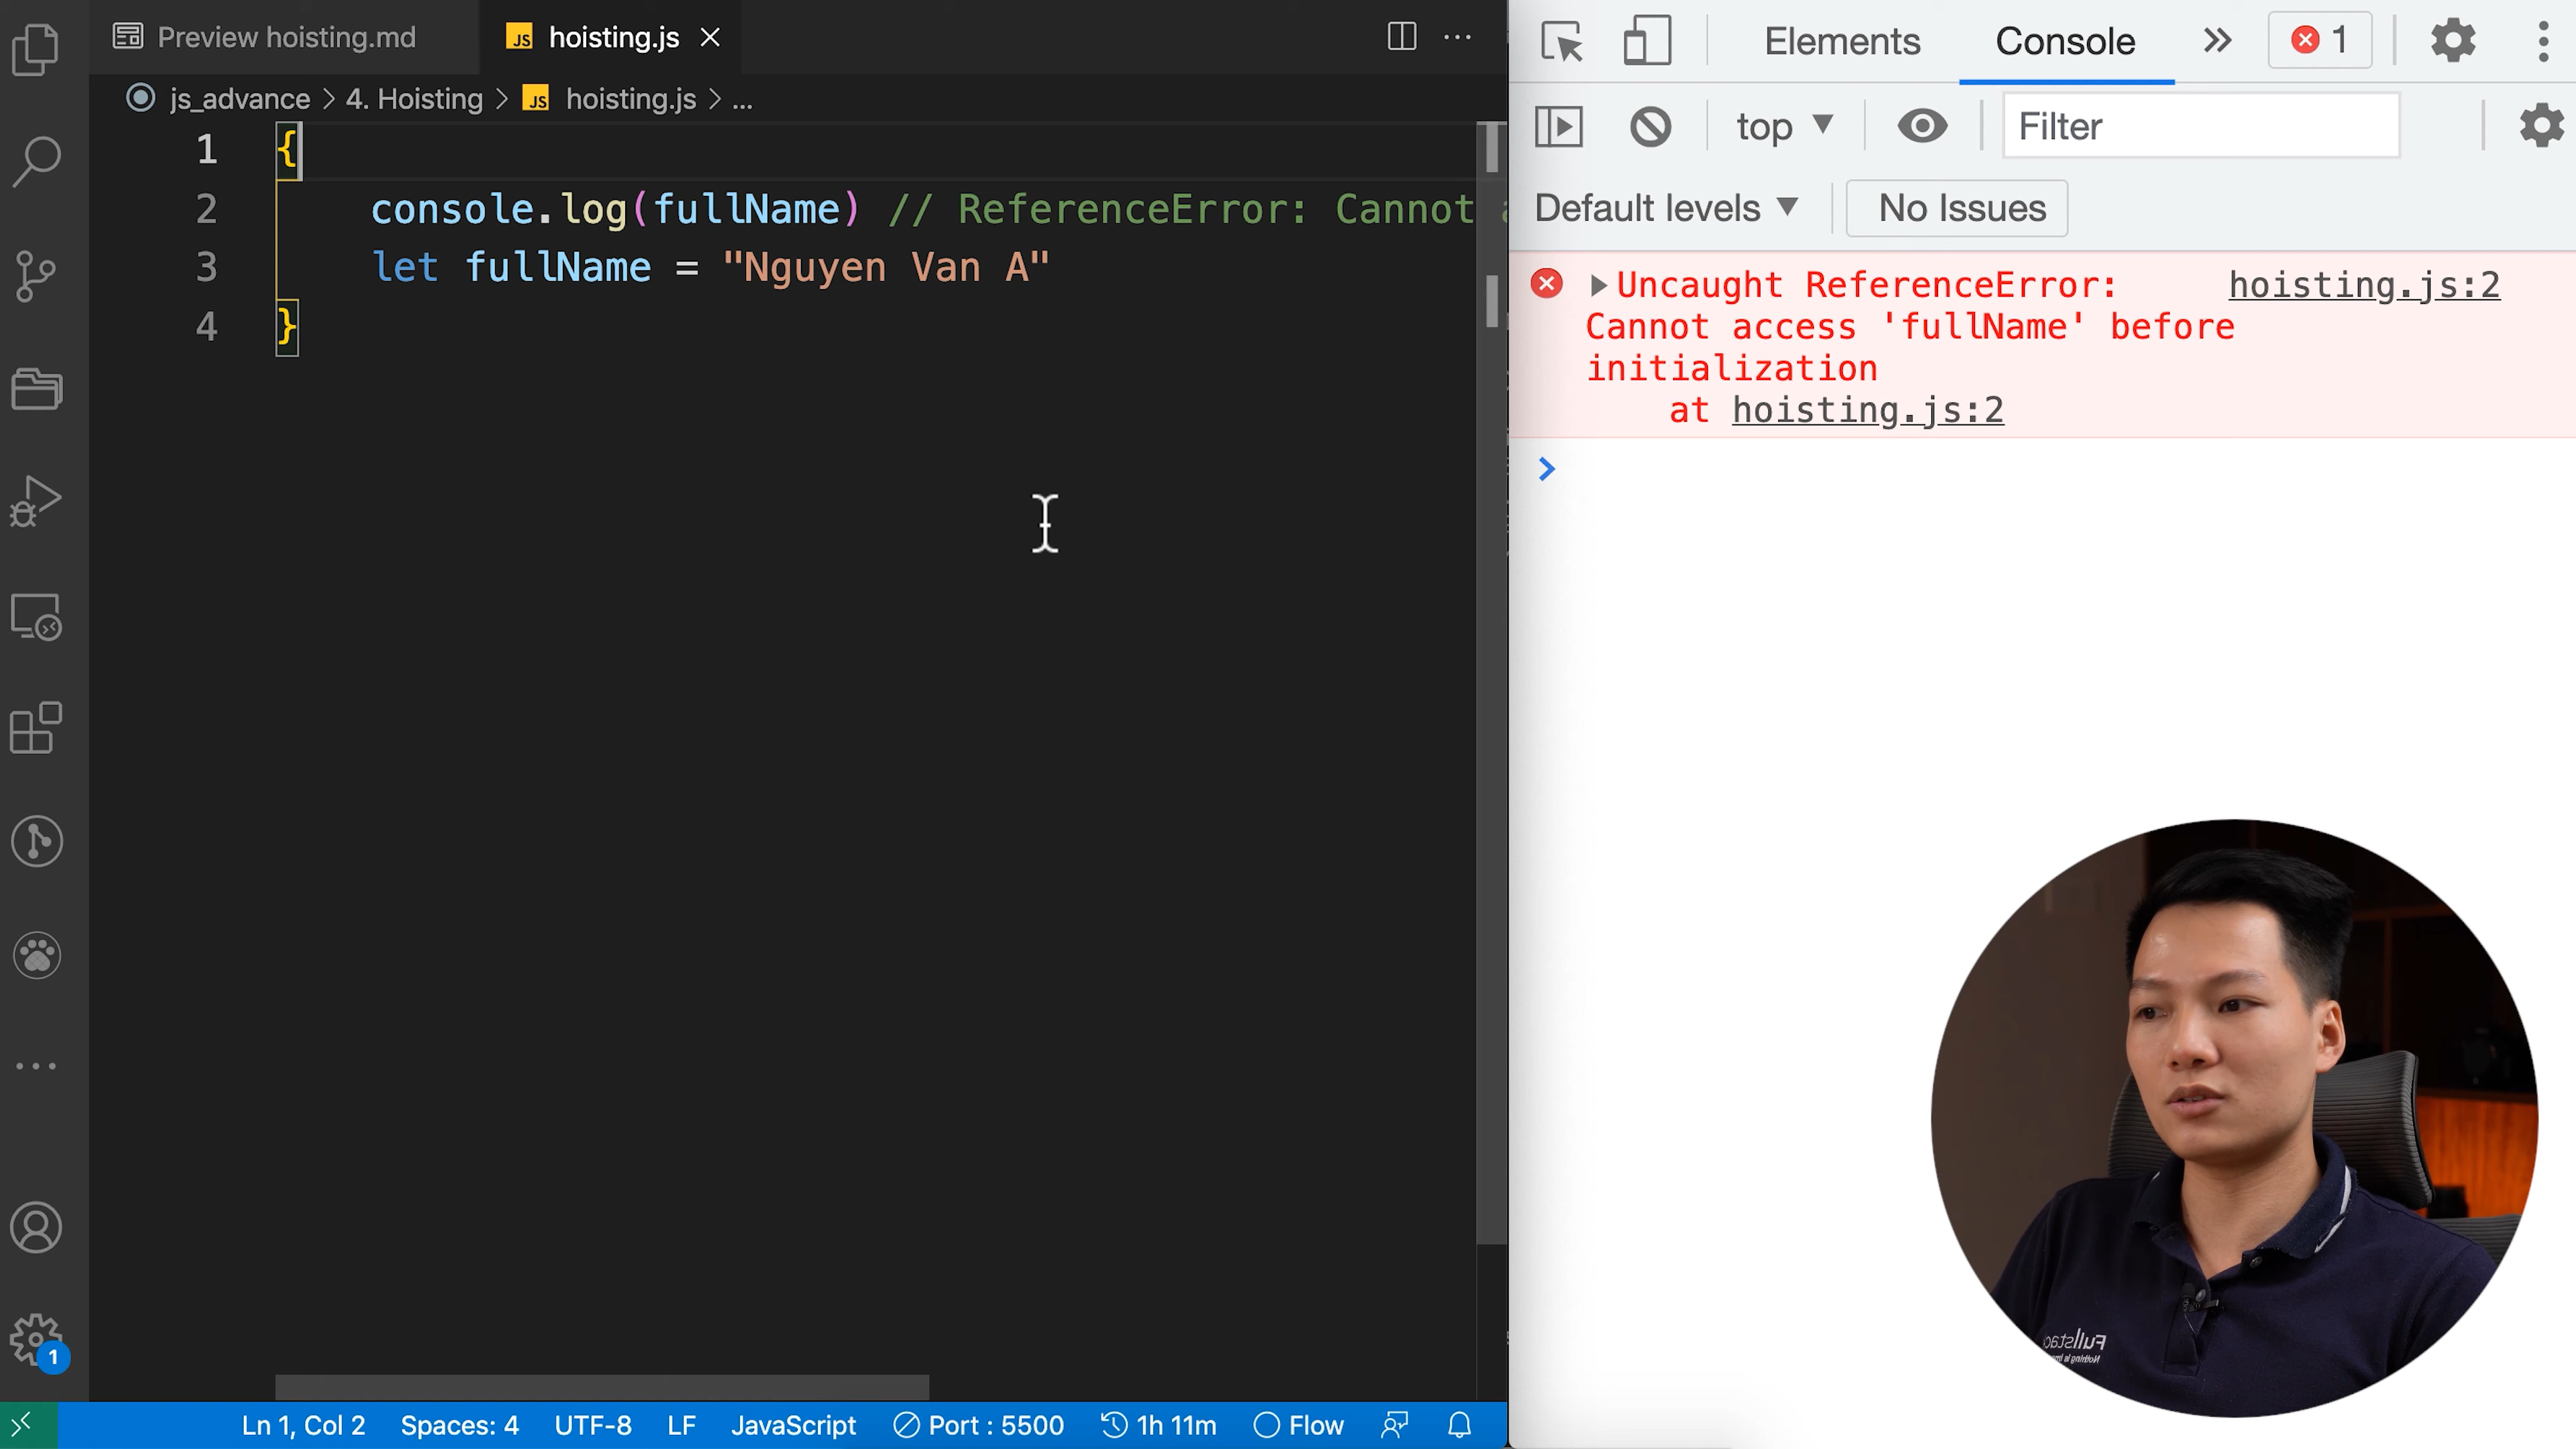 Preview hoisting.md
JS hoisting.js
js_advance > 4. Hoisting > JS hoisting.js > ...
1 {
2 console.log(fullName) // ReferenceError: Cannot
3 let fullName = "Nguyen Van A"
4 }
1
Ln 1, Col 2 Spaces: 4 UTF-8 LF JavaScript Port : 5500 1h 11m Flow
Elements Console 1
top Filter
Default levels No Issues
Uncaught ReferenceError: hoisting.js:2
Cannot access 'fullName' before
initialization
at hoisting.js:2